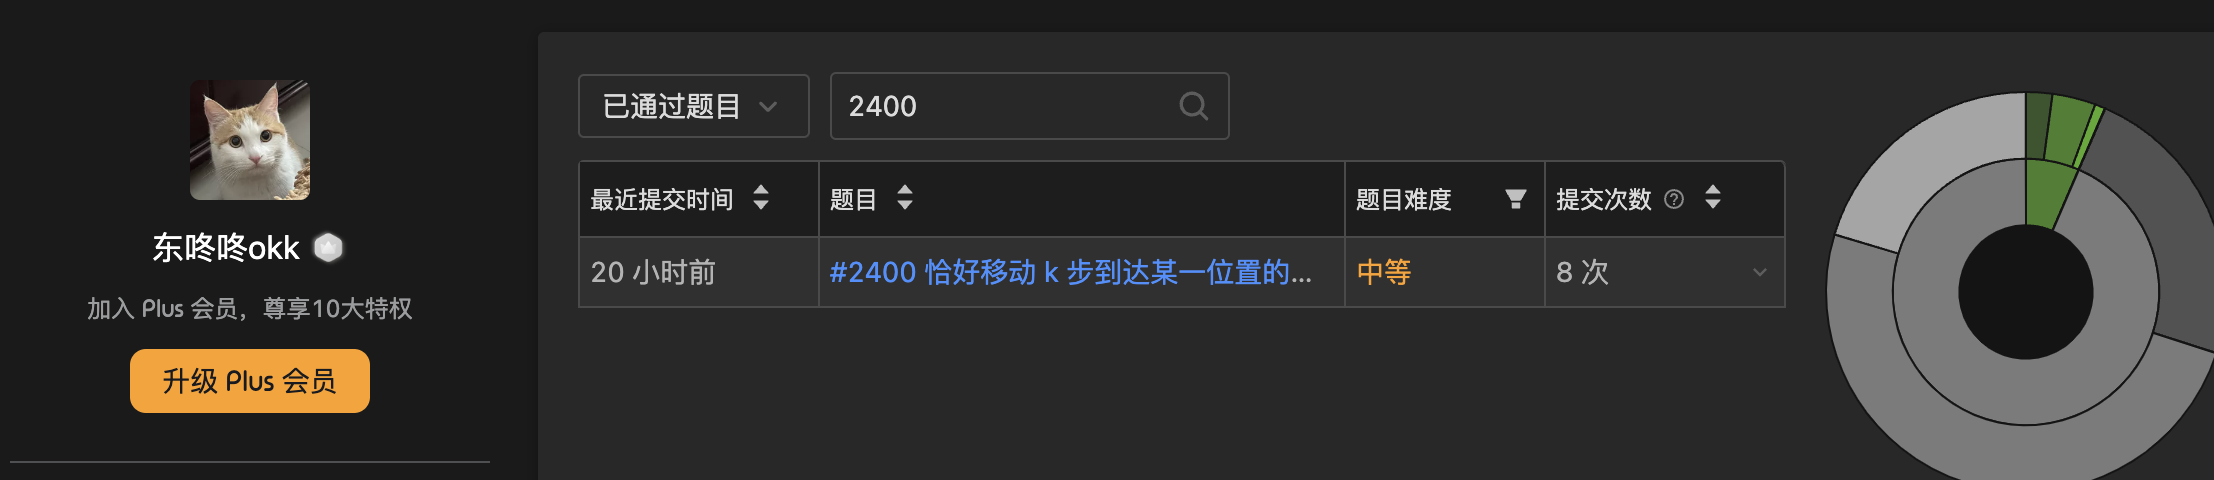 东咚咚okk
加入 Plus 会员，尊享10大特权
升级 Plus 会员
已通过题目
2400
最近提交时间 题目 题目难度 提交次数 ?
20 小时前 #2400 恰好移动 k 步到达某一位置的... 中等 8 次